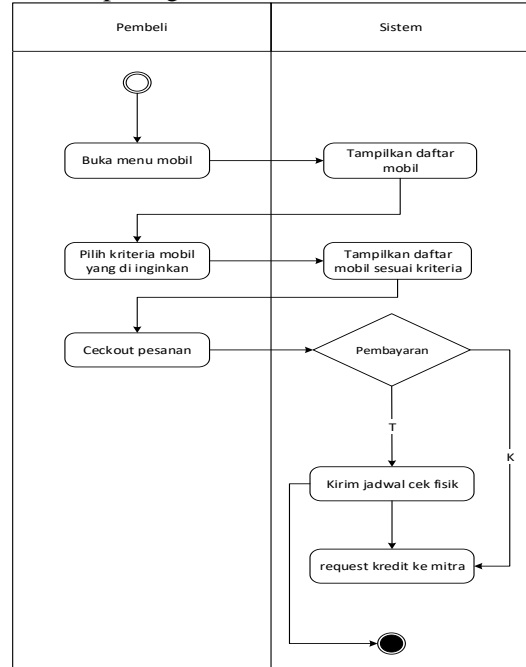 Pembeli
Sistem
Buka menu mobil
Tampilkan daftar
mobil
Pilih kriteria mobil
yang di inginkan
Tampilkan daftar
mobil sesuai kriteria
Ceckout pesanan
Pembayaran
T
K
Kirim jadwal cek fisik
request kredit ke mitra